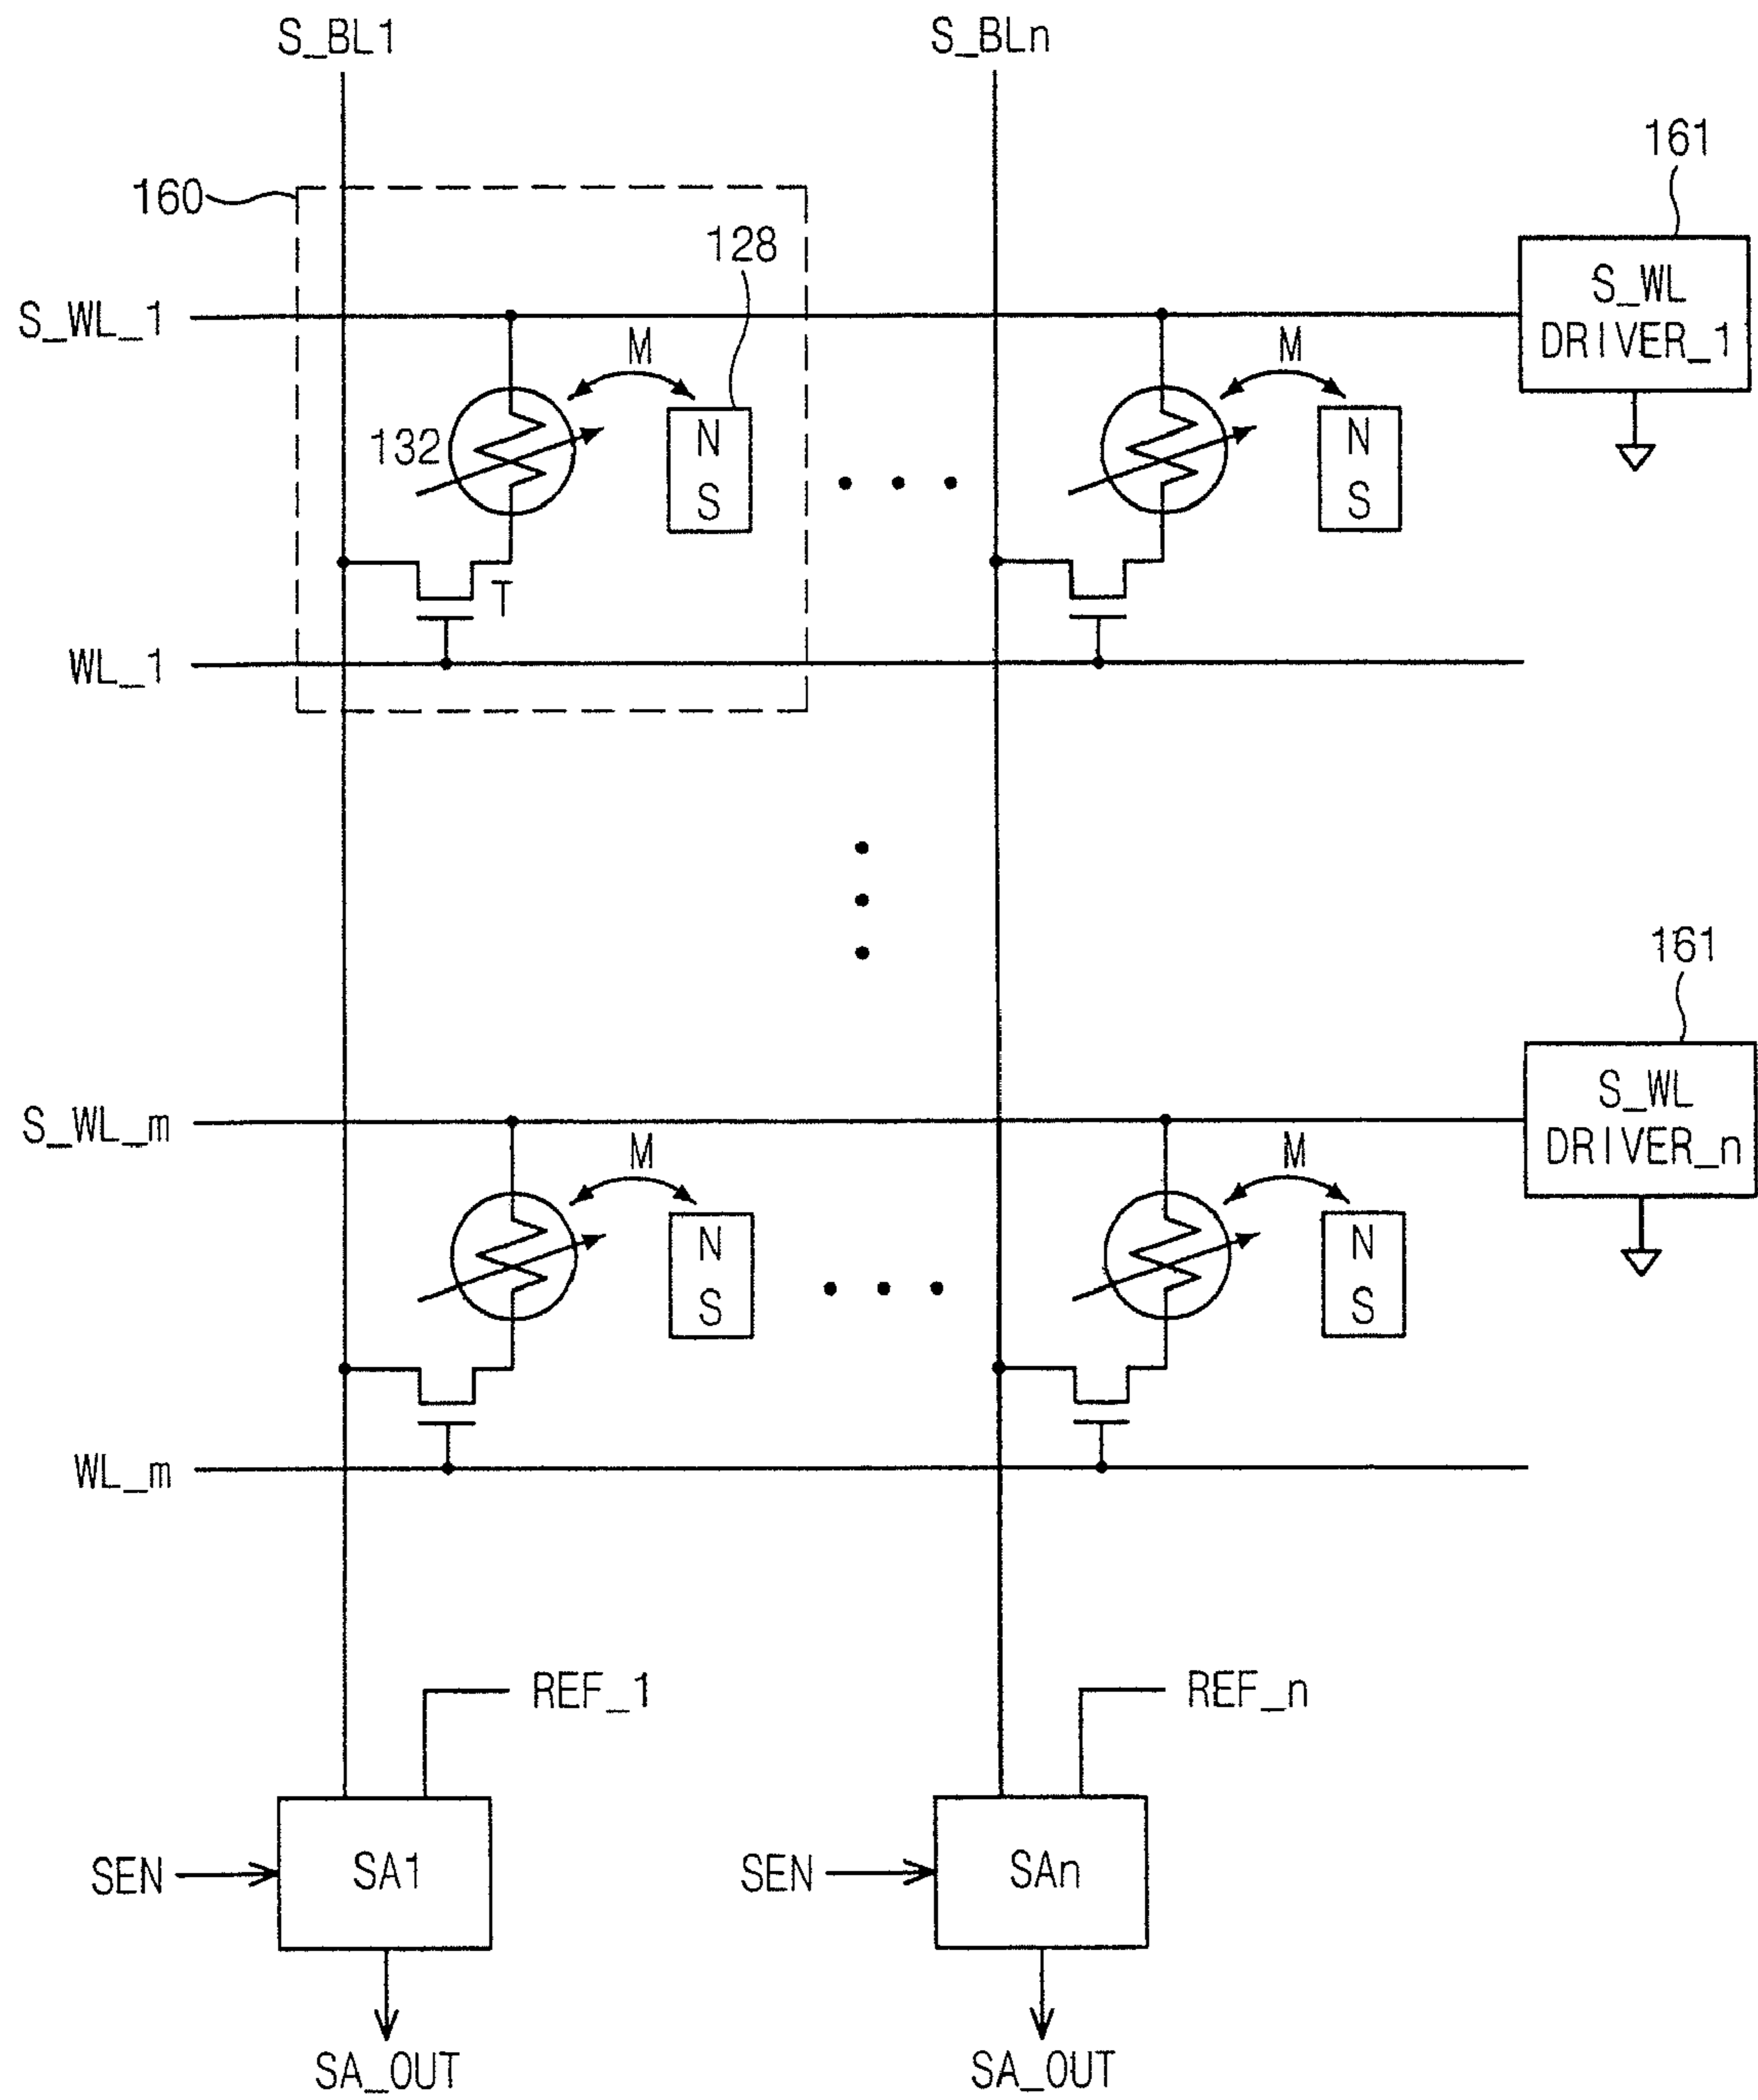 S_BL1
S_BLn
161
160
128
S_WL
DRIVER_1
S_WL_1
M
M
132
N
S
N
S
T
WL_1
161
S_WL
DRIVER_n
S_WL_m
M
M
N
S
N
S
WL_m
REF_1
REF_n
SEN
SA1
SEN
SAn
SA_OUT
SA_OUT